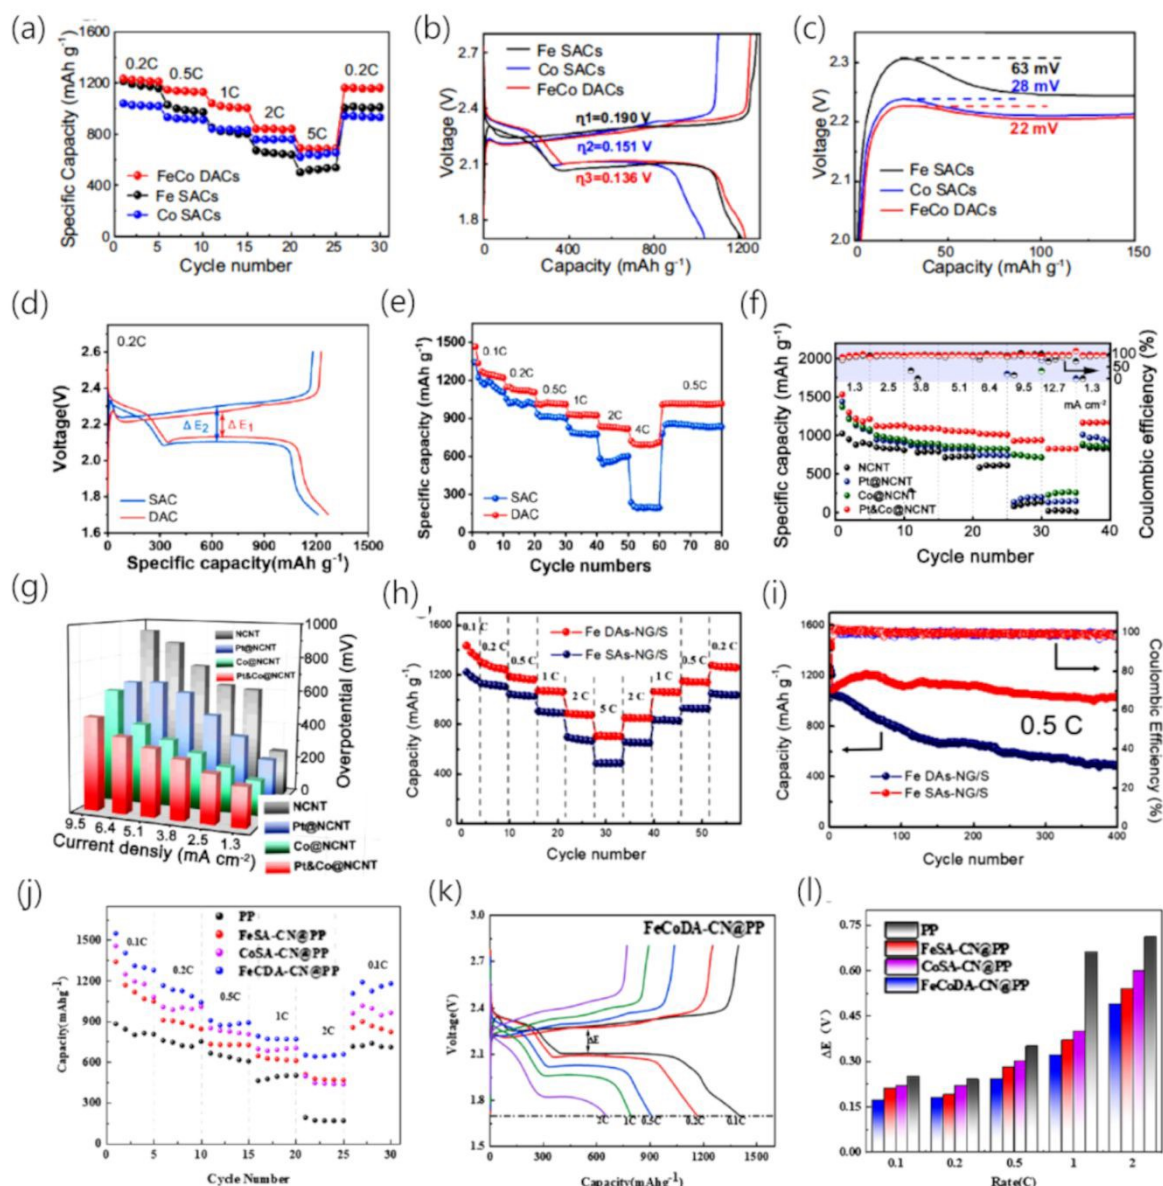 (a)
1600
1200
800
400
0
Specific Capacity (mAh g⁻¹)
0.2C
0.5C
1C
2C
5C
0.2C
FeCo DACs
Fe SACs
Co SACs
0 5 10 15 20 25 30
Cycle number
(b)
2.7
2.4
2.1
1.8
Voltage (V)
Fe SACs
Co SACs
FeCo DACs
η1=0.190 V
η2=0.151 V
η3=0.136 V
0 400 800 1200
Capacity (mAh g⁻¹)
(c)
2.3
2.2
2.1
2.0
Voltage (V)
63 mV
28 mV
22 mV
Fe SACs
Co SACs
FeCo DACs
0 50 100 150
Capacity (mAh g⁻¹)
(d)
0.2C
2.6
2.4
2.2
2.0
1.8
1.6
Voltage(V)
Δ E₂
Δ E₁
SAC
DAC
0 300 600 900 1200 1500
Specific capacity(mAh g⁻¹)
(e)
1500
1200
900
600
300
0
Specific capacity (mAh g⁻¹)
0.1C
0.2C
0.5C
1C
2C
4C
0.5C
SAC
DAC
0 10 20 30 40 50 60 70 80
Cycle numbers
(f)
2000
1500
1000
500
0
Specific capacity (mAh g⁻¹)
100
50
0
Coulombic efficiency (%)
1.3 3.8 5.1 6.4 9.5 12.7 1.3
mA cm⁻²
NCNT
Pt@NCNT
Co@NCNT
Pt&Co@NCNT
0 10 20 30 40
Cycle number
(g)
NCNT
Pt@NCNT
Co@NCNT
Pt&Co@NCNT
1000
800
600
400
200
0
Overpotential (mV)
9.5 6.4 5.1 3.8 2.5 1.3
Current densiy (mA cm⁻²)
NCNT
Pt@NCNT
Co@NCNT
Pt&Co@NCNT
(h)
1600
1200
800
400
0
Capacity (mAh g⁻¹)
Fe DAs-NG/S
Fe SAs-NG/S
0.1 C
0.2 C
0.5 C
1 C
2 C
5 C
2 C
1 C
0.5 C
0.2 C
0 10 20 30 40 50
Cycle number
(i)
1600
1200
800
400
0
Capacity (mAh g⁻¹)
100
80
60
40
20
0
Coulombic Efficiency (%)
0.5 C
Fe DAs-NG/S
Fe SAs-NG/S
0 100 200 300 400
Cycle number
(j)
1500
1200
900
600
300
0
Capacity(mAhg⁻¹)
PP
FeSA-CN@PP
CoSA-CN@PP
FeCDA-CN@PP
0.1C
0.2C
0.5C
1C
2C
0.1C
0 5 10 15 20 25 30
Cycle Number
(k)
FeCoDA-CN@PP
3.0
2.7
2.4
2.1
1.8
1.5
Voltage(V)
ΔE
2C 1C 0.5C 0.2C 0.1C
0 300 600 900 1200 1500
Capacity(mAhg⁻¹)
(l)
0.75
0.60
0.45
0.30
0.15
0.00
ΔE (V)
PP
FeSA-CN@PP
CoSA-CN@PP
FeCoDA-CN@PP
0.1 0.2 0.5 1 2
Rate(C)